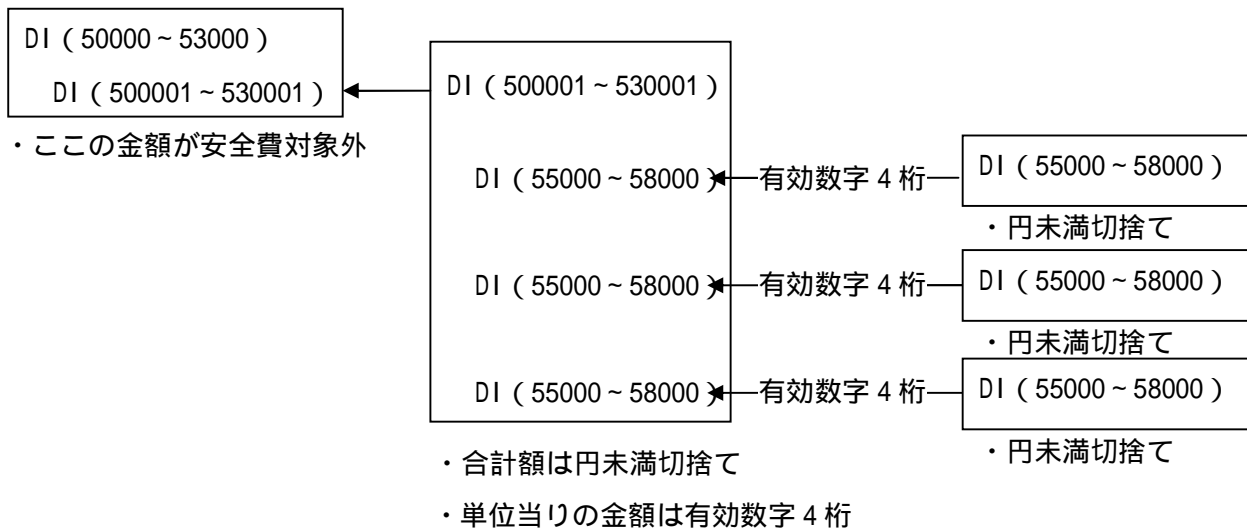 DI（50000～53000）
DI（500001～530001）
・ここの金額が安全費対象外
DI（500001～530001）
DI（55000～58000）
有効数字４桁
DI（55000～58000）
・円未満切捨て
DI（55000～58000）
有効数字４桁
DI（55000～58000）
・円未満切捨て
DI（55000～58000）
有効数字４桁
DI（55000～58000）
・円未満切捨て
・合計額は円未満切捨て
・単位当りの金額は有効数字４桁